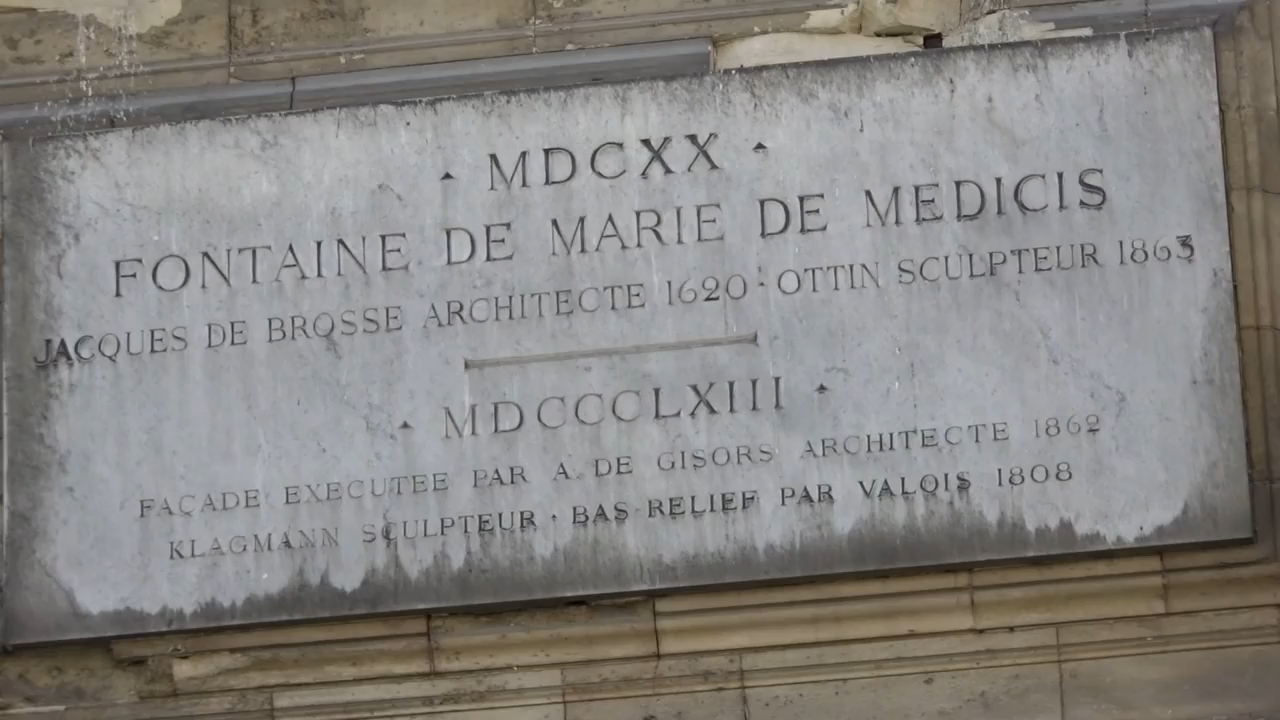 MDCXX
FONTAINE DE MARIE DE MEDICIS
JACQUES DE BROSSE ARCHITECTE 1620 : OTTIN SCULPTEUR 1863
MDCCCLXIII
FAÇADE EXECUTEE PAR A. DE GISORS ARCHITECTE 1862
KLAGMANN SCULPTEUR · BAS RELIEF PAR VALOIS 1808